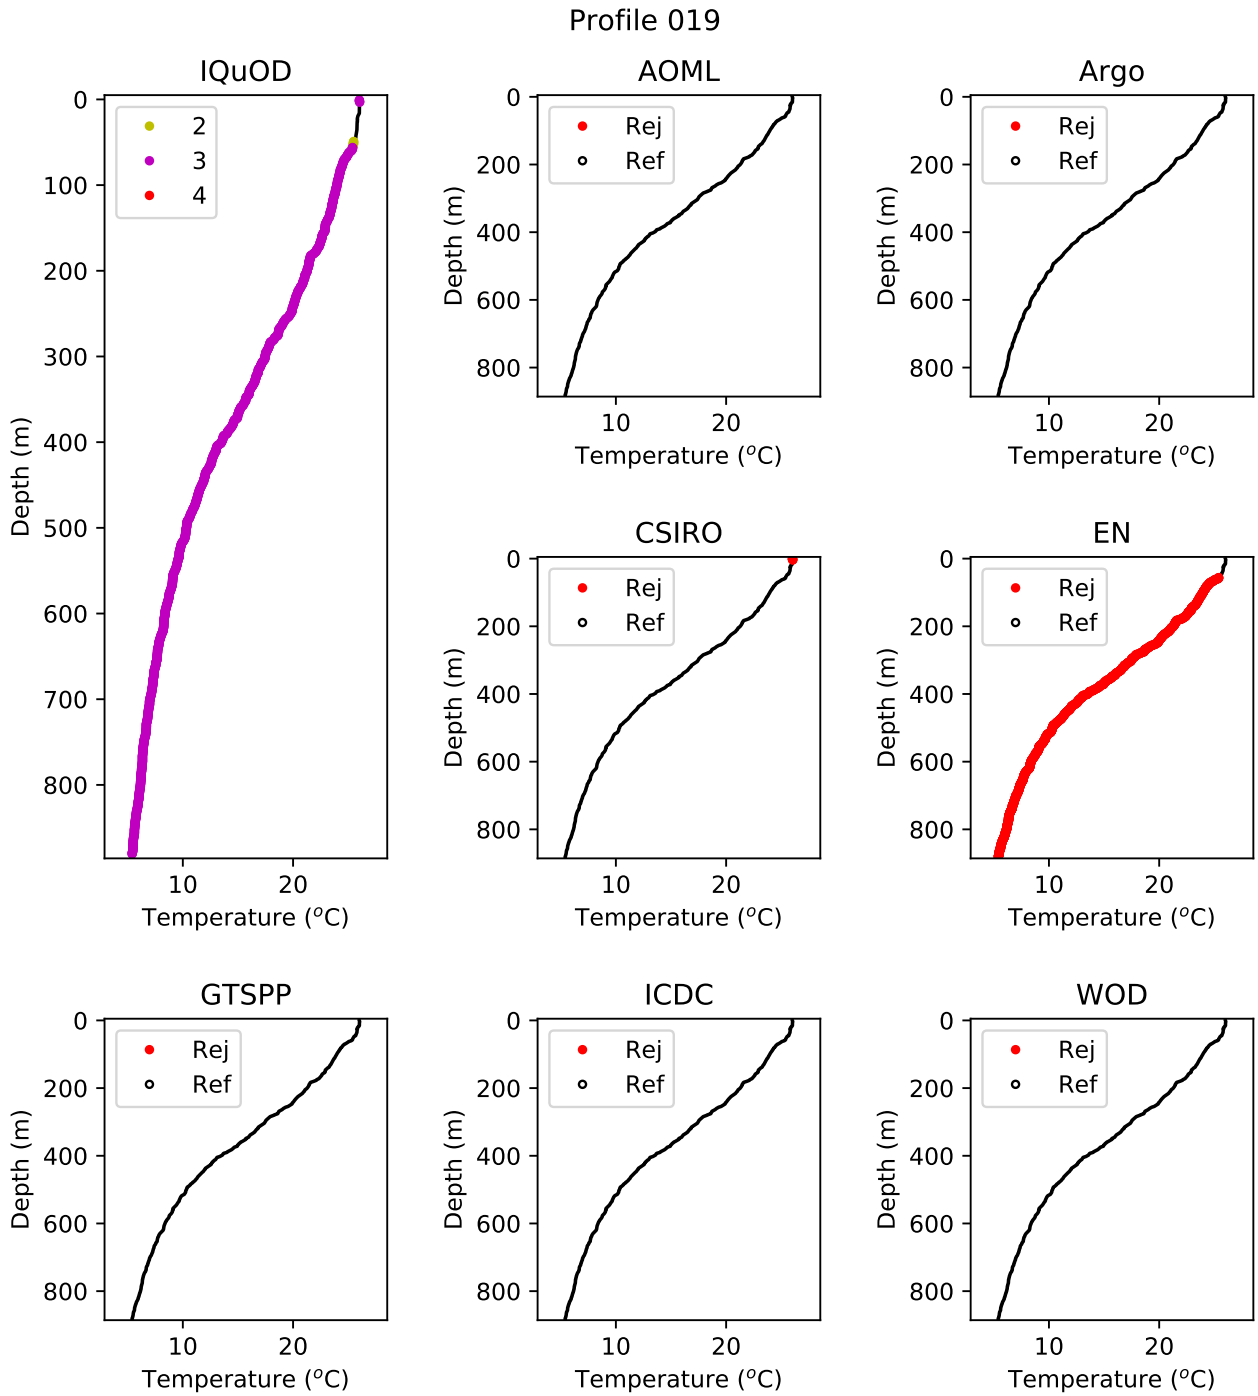 Profile 019
IQuOD
0
100
200
300
400
500
600
700
800
Depth (m)
2
3
4
10 20
Temperature (°C)
AOML
0
200
400
600
800
Depth (m)
Rej
Ref
10 20
Temperature (°C)
Argo
0
200
400
600
800
Depth (m)
Rej
Ref
10 20
Temperature (°C)
CSIRO
0
200
400
600
800
Depth (m)
Rej
Ref
10 20
Temperature (°C)
EN
0
200
400
600
800
Depth (m)
Rej
Ref
10 20
Temperature (°C)
GTSPP
0
200
400
600
800
Depth (m)
Rej
Ref
10 20
Temperature (°C)
ICDC
0
200
400
600
800
Depth (m)
Rej
Ref
10 20
Temperature (°C)
WOD
0
200
400
600
800
Depth (m)
Rej
Ref
10 20
Temperature (°C)